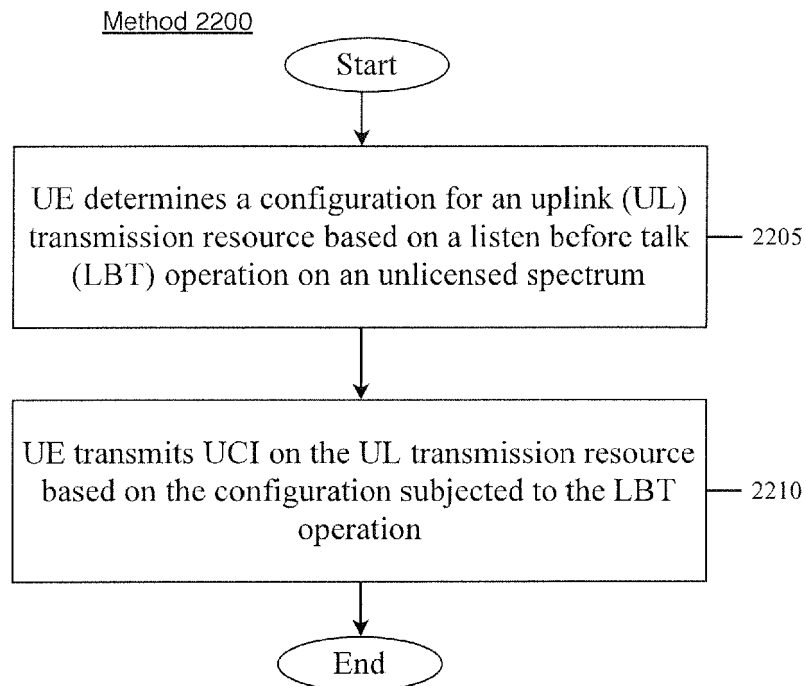 Method 2200
Start
UE determines a configuration for an uplink (UL)
transmission resource based on a listen before talk
(LBT) operation on an unlicensed spectrum
2205
UE transmits UCI on the UL transmission resource
based on the configuration subjected to the LBT
operation
2210
End